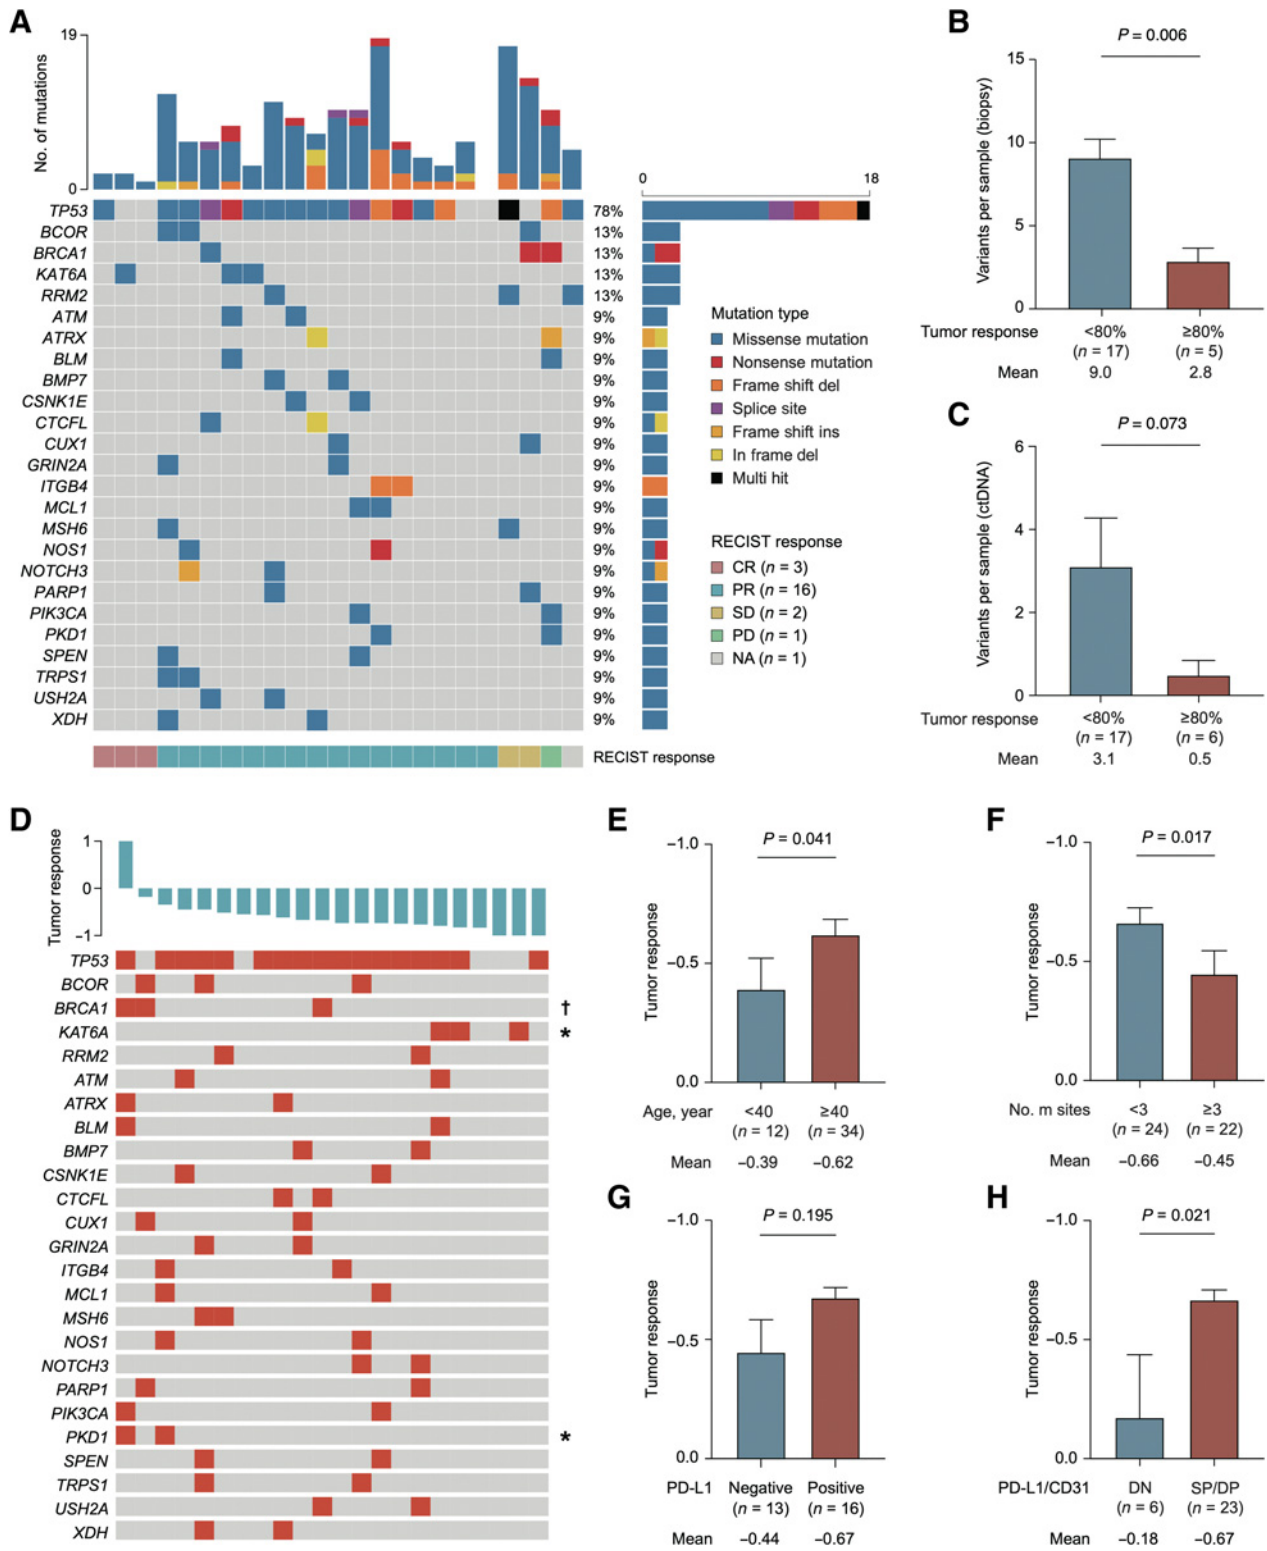 A
19
No. of mutations
0
0 18
TP53 78%
BCOR 13%
BRCA1 13%
KAT6A 13%
RRM2 13%
ATM 9%
ATRX 9%
BLM 9%
BMP7 9%
CSNK1E 9%
CTCFL 9%
CUX1 9%
GRIN2A 9%
ITGB4 9%
MCL1 9%
MSH6 9%
NOS1 9%
NOTCH3 9%
PARP1 9%
PIK3CA 9%
PKD1 9%
SPEN 9%
TRPS1 9%
USH2A 9%
XDH 9%
RECIST response
Mutation type
Missense mutation
Nonsense mutation
Frame shift del
Splice site
Frame shift ins
In frame del
Multi hit
RECIST response
CR (n = 3)
PR (n = 16)
SD (n = 2)
PD (n = 1)
NA (n = 1)
B
P = 0.006
Variants per sample (biopsy)
15
10
5
0
Tumor response <80% ≥80%
(n = 17) (n = 5)
Mean 9.0 2.8
C
P = 0.073
Variants per sample (ctDNA)
6
4
2
0
Tumor response <80% ≥80%
(n = 17) (n = 6)
Mean 3.1 0.5
D
Tumor response
1
0
−1
TP53
BCOR
BRCA1 †
KAT6A *
RRM2
ATM
ATRX
BLM
BMP7
CSNK1E
CTCFL
CUX1
GRIN2A
ITGB4
MCL1
MSH6
NOS1
NOTCH3
PARP1
PIK3CA
PKD1 *
SPEN
TRPS1
USH2A
XDH
E
P = 0.041
Tumor response
−1.0
−0.5
0.0
Age, year <40 ≥40
(n = 12) (n = 34)
Mean −0.39 −0.62
F
P = 0.017
Tumor response
−1.0
−0.5
0.0
No. m sites <3 ≥3
(n = 24) (n = 22)
Mean −0.66 −0.45
G
P = 0.195
Tumor response
−1.0
−0.5
0.0
PD-L1 Negative Positive
(n = 13) (n = 16)
Mean −0.44 −0.67
H
P = 0.021
Tumor response
−1.0
−0.5
0.0
PD-L1/CD31 DN SP/DP
(n = 6) (n = 23)
Mean −0.18 −0.67